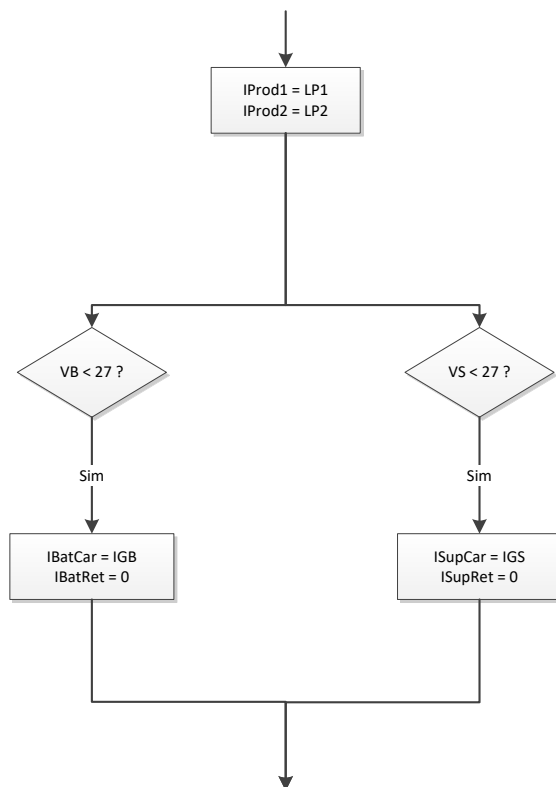 IProd1 = LP1
IProd2 = LP2
VB < 27 ?
VS < 27 ?
Sim
Sim
IBatCar = IGB
IBatRet = 0
ISupCar = IGS
ISupRet = 0